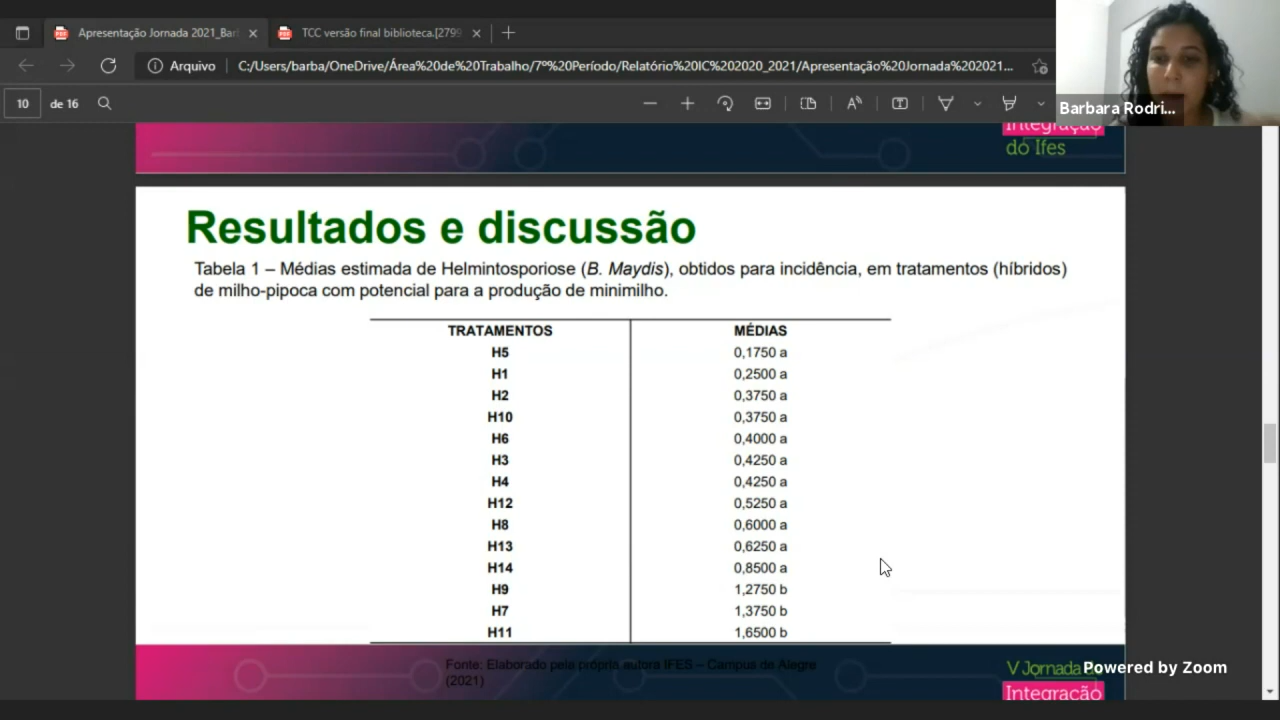 Apresentação Jornada 2021_Bar
TCC versão final biblioteca.[2799
Arquivo
C:/Users/barba/OneDrive/Área%20de%20Trabalho/7º%20Período/Relatório%20IC%202020_2021/Apresentação%20Jornada%202021...
10 de 16
Barbara Rodri...
Integração
do Ifes
Resultados e discussão
Tabela 1 – Médias estimada de Helmintosporiose (B. Maydis), obtidos para incidência, em tratamentos (híbridos)
de milho-pipoca com potencial para a produção de minimilho.
TRATAMENTOS MÉDIAS
H5 0,1750 a
H1 0,2500 a
H2 0,3750 a
H10 0,3750 a
H6 0,4000 a
H3 0,4250 a
H4 0,4250 a
H12 0,5250 a
H8 0,6000 a
H13 0,6250 a
H14 0,8500 a
H9 1,2750 b
H7 1,3750 b
H11 1,6500 b
Fonte: Elaborado pela própria autora IFES – Campus de Alegre
(2021)
V Jornada
Powered by Zoom
Integração